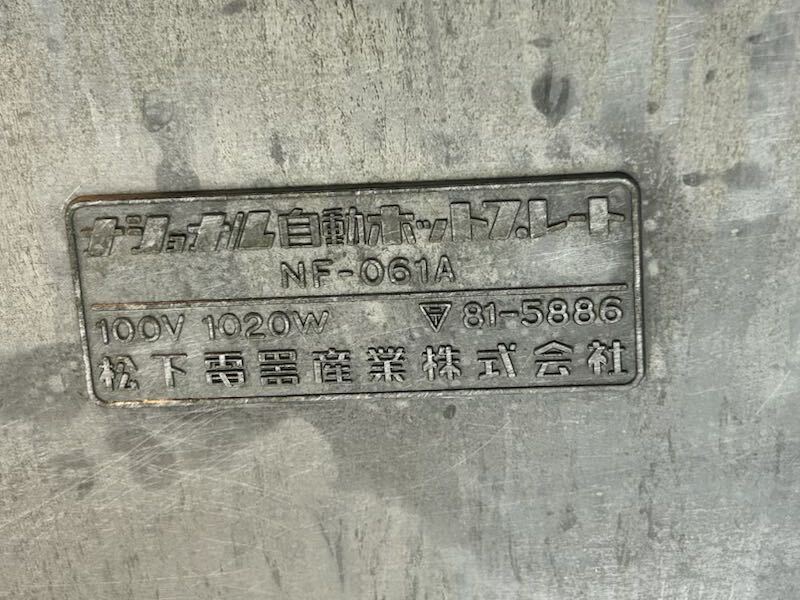 ナショナル自動ホットプレート
NF-061A
100V 1020W 〒 81-5886
松下電器産業株式会社